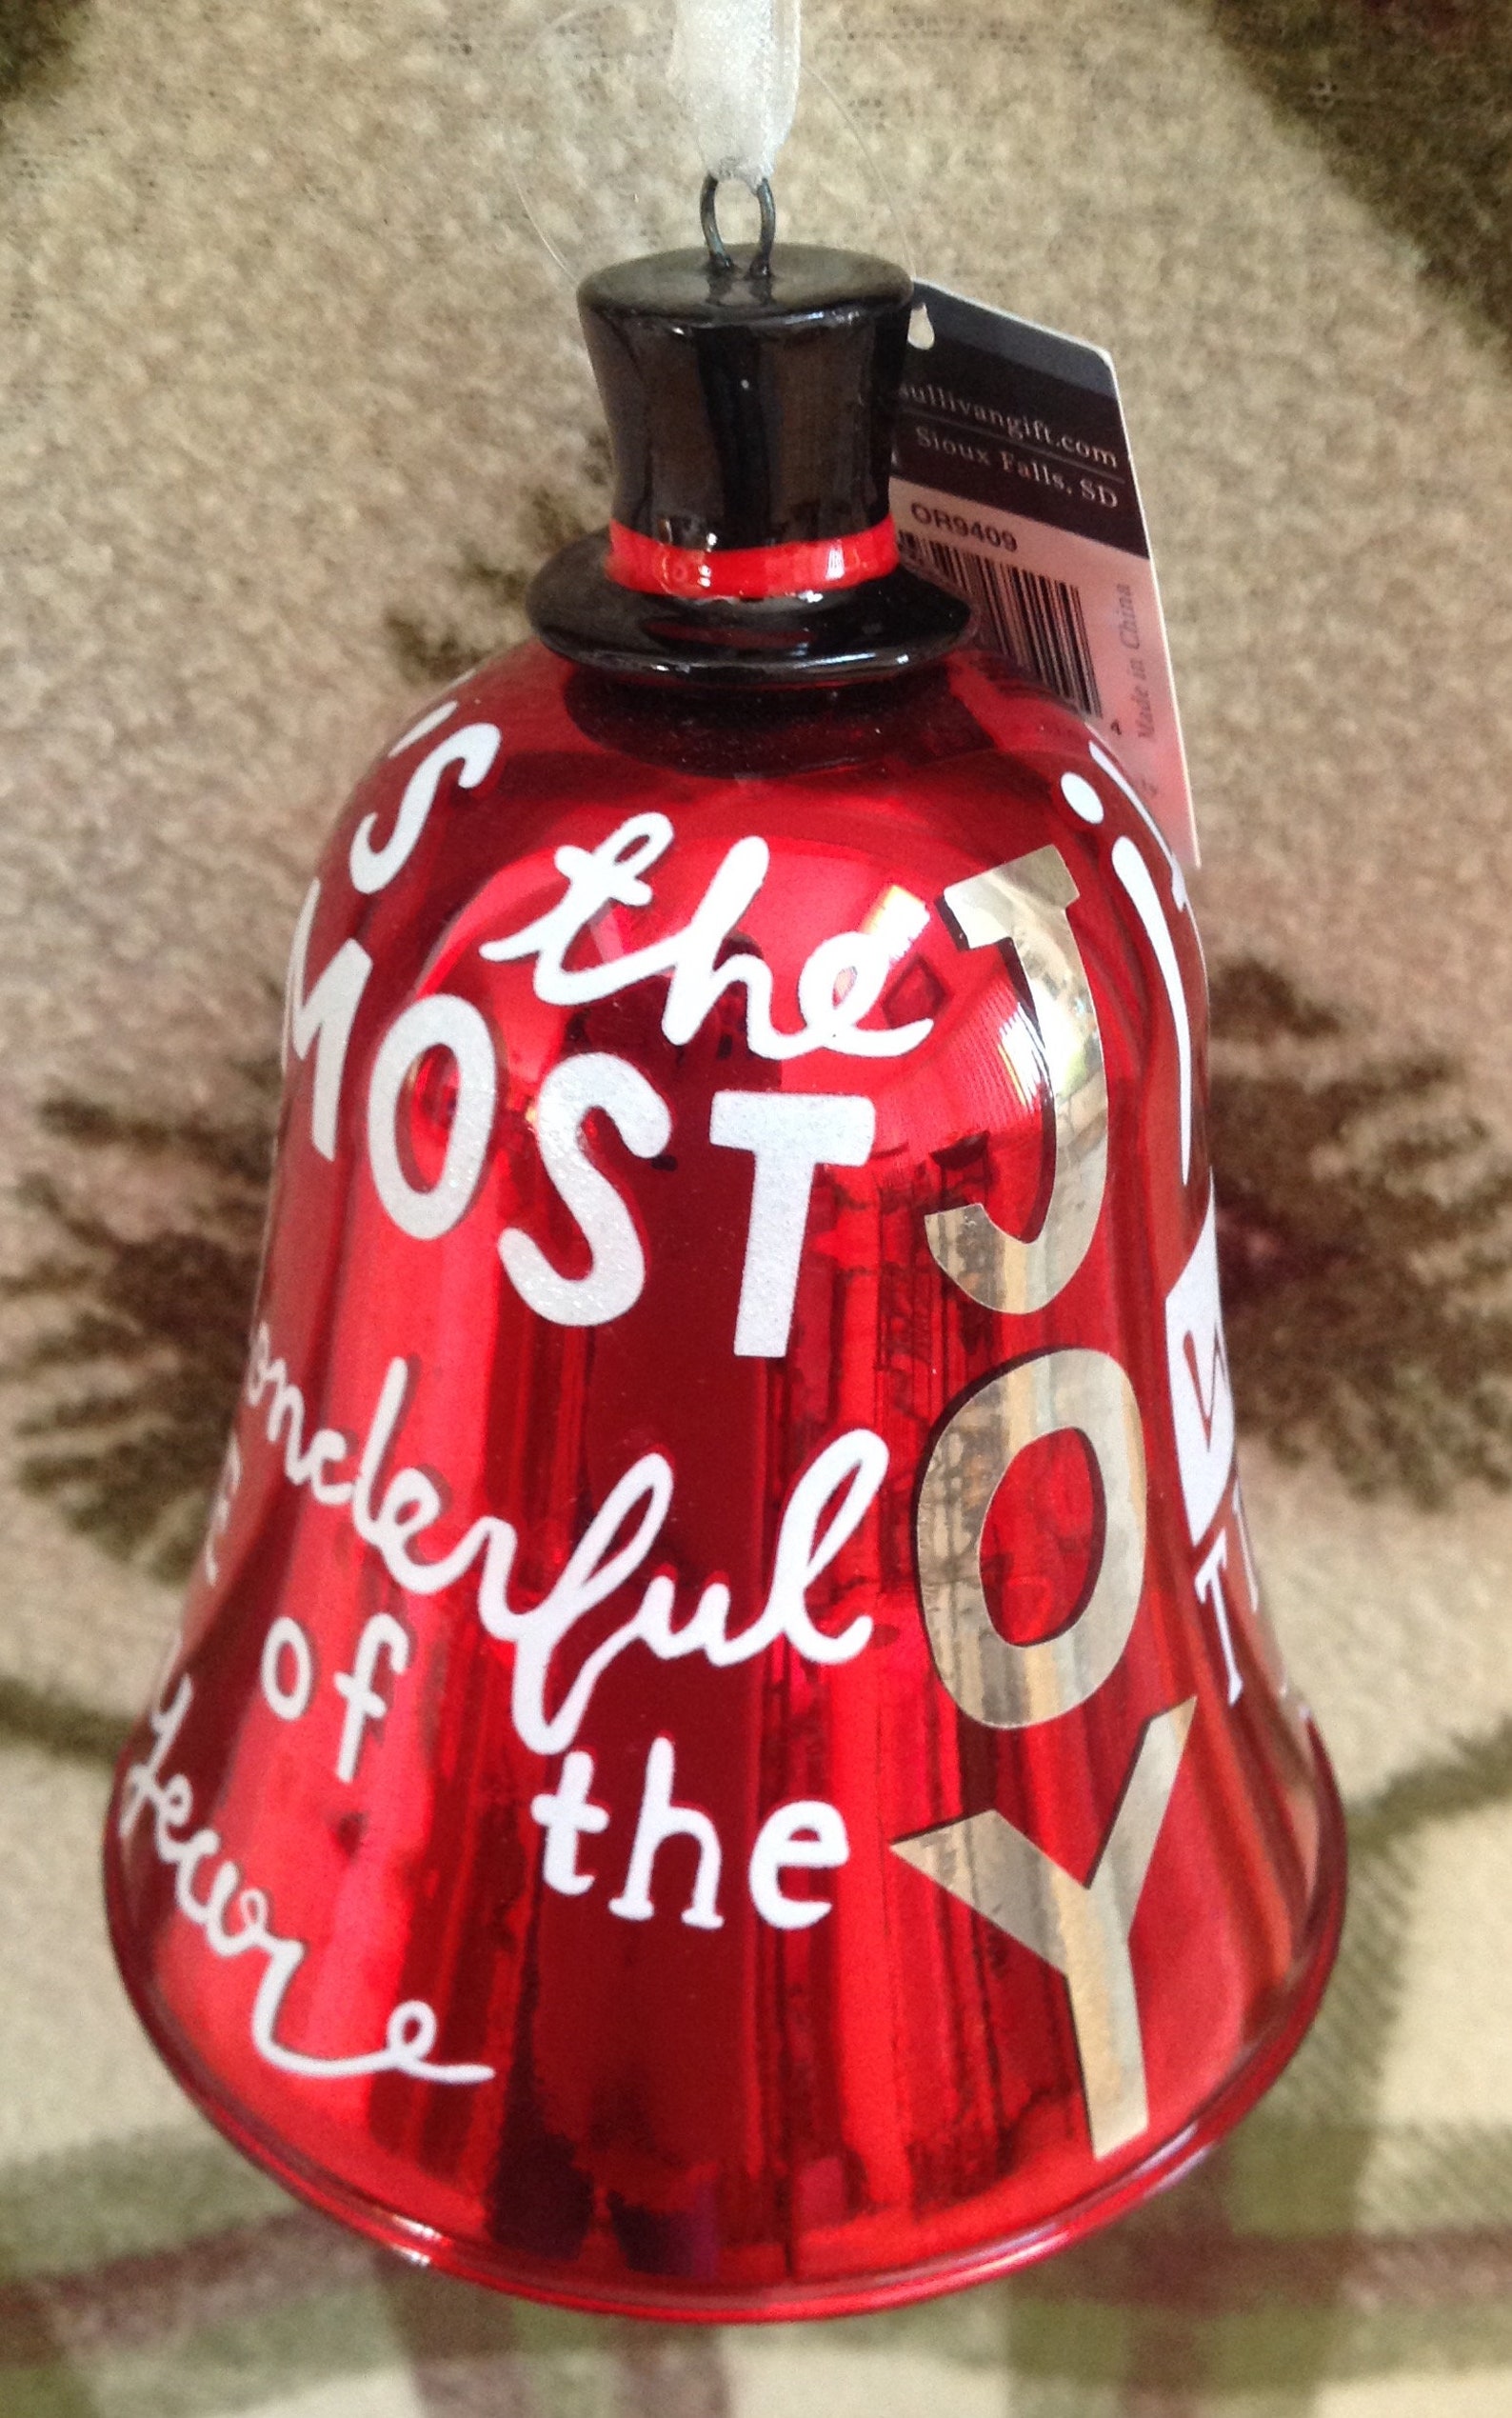 sullivangift.com
Sioux Falls, SD
OR9409
Made in China
'S
the
MOST
onderful
of the
JOY